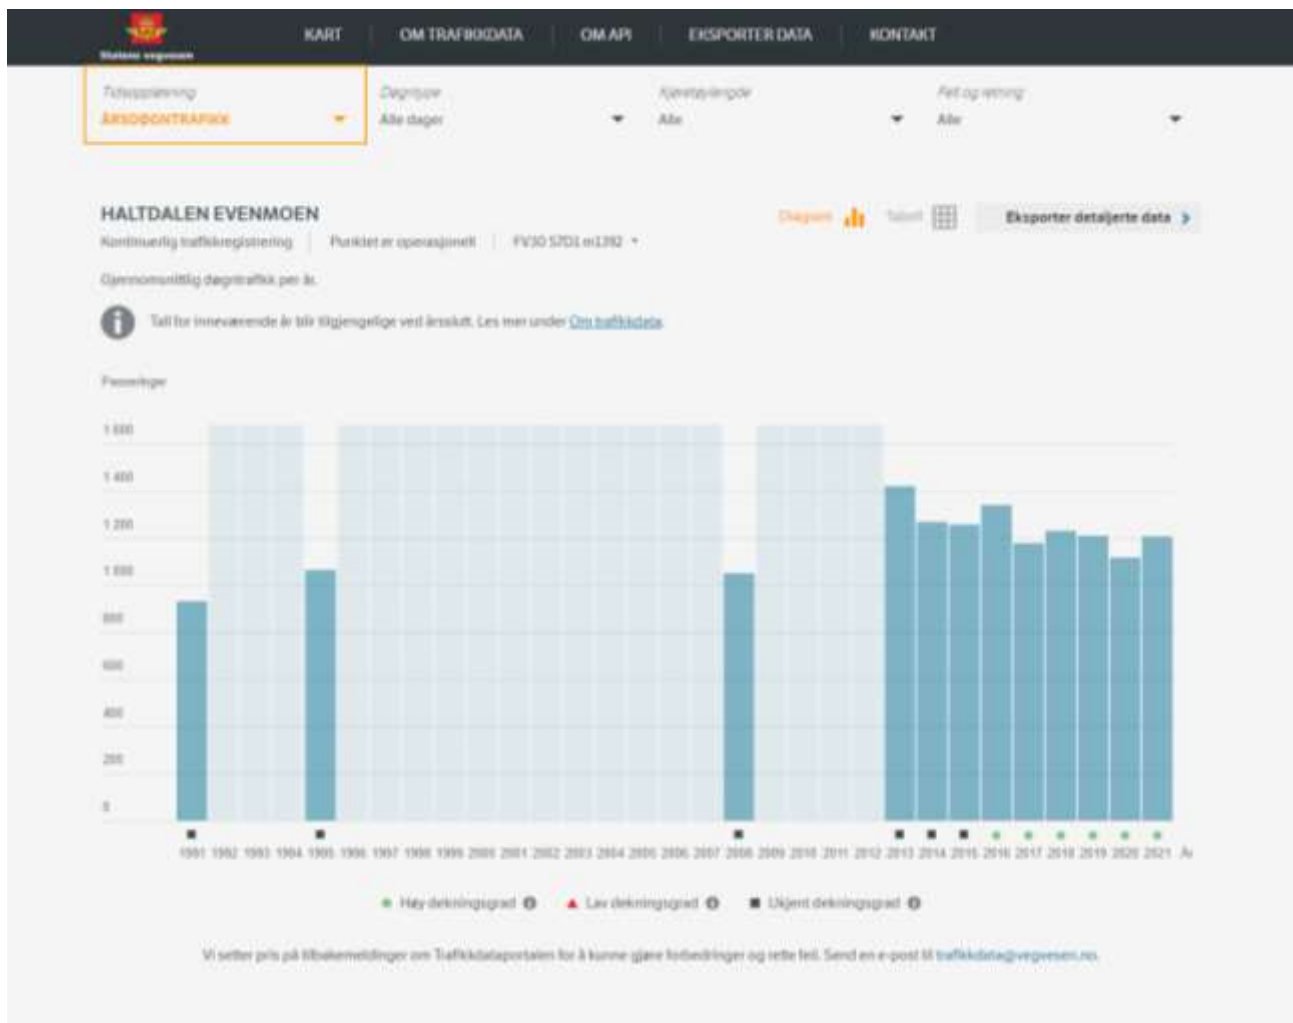 Statens vegvesen
KART OM TRAFIKKDATA OM API EKSPORTER DATA KONTAKT
Tidsoppløsning Døgntype Kjøretøylengde Felt og retning
ÅRSDØGNTRAFIKK Alle dager Alle Alle
HALTDALEN EVENMOEN
Diagram Tabell Eksporter detaljerte data
Kontinuerlig trafikkregistrering Punktet er operasjonelt FV30 S7D1 m1392
Gjennomsnittlig døgntrafikk per år.
Tall for inneværende år blir tilgjengelige ved årsslutt. Les mer under Om trafikkdata.
Passeringer
1 600
1 400
1 200
1 000
800
600
400
200
0
1991 1992 1993 1994 1995 1996 1997 1998 1999 2000 2001 2002 2003 2004 2005 2006 2007 2008 2009 2010 2011 2012 2013 2014 2015 2016 2017 2018 2019 2020 2021 År
Høy dekningsgrad Lav dekningsgrad Ukjent dekningsgrad
Vi setter pris på tilbakemeldinger om Trafikkdataportalen for å kunne gjøre forbedringer og rette feil. Send en e-post til trafikkdata@vegvesen.no.